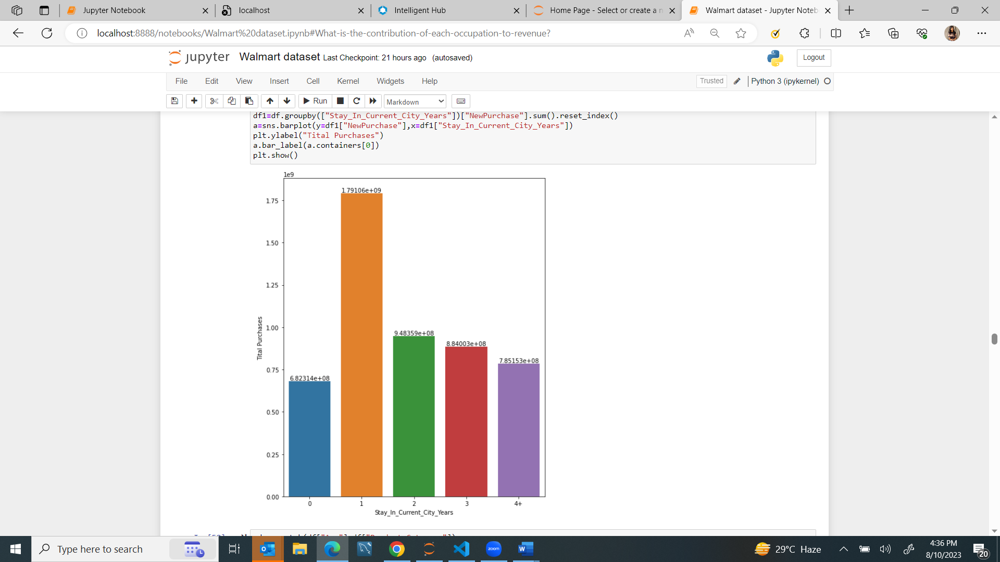 Jupyter Notebook
localhost
Intelligent Hub
Home Page - Select or create a n
Walmart dataset - Jupyter Noteb
localhost:8888/notebooks/Walmart%20dataset.ipynb#What-is-the-contribution-of-each-occupation-to-revenue?
jupyter Walmart dataset Last Checkpoint: 21 hours ago (autosaved)
Logout
File Edit View Insert Cell Kernel Widgets Help
Trusted
Python 3 (ipykernel)
Run
Markdown
df1=df.groupby(["Stay_In_Current_City_Years"])["NewPurchase"].sum().reset_index()
a=sns.barplot(y=df1["NewPurchase"],x=df1["Stay_In_Current_City_Years"])
plt.ylabel("Tital Purchases")
a.bar_label(a.containers[0])
plt.show()
1e9
1.79106e+09
1.75
1.50
1.25
9.48359e+08
1.00
8.84003e+08
Tital Purchases
7.85153e+08
0.75
6.82314e+08
0.50
0.25
0.00
0 1 2 3 4+
Stay_In_Current_City_Years
Type here to search
zoom
29°C Haze
4:36 PM
8/10/2023
20